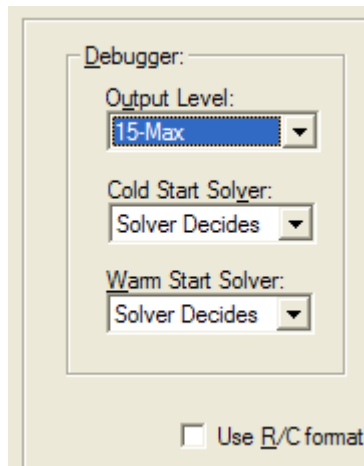 Debugger:
Output Level:
15-Max
Cold Start Solver:
Solver Decides
Warm Start Solver:
Solver Decides
Use R/C format